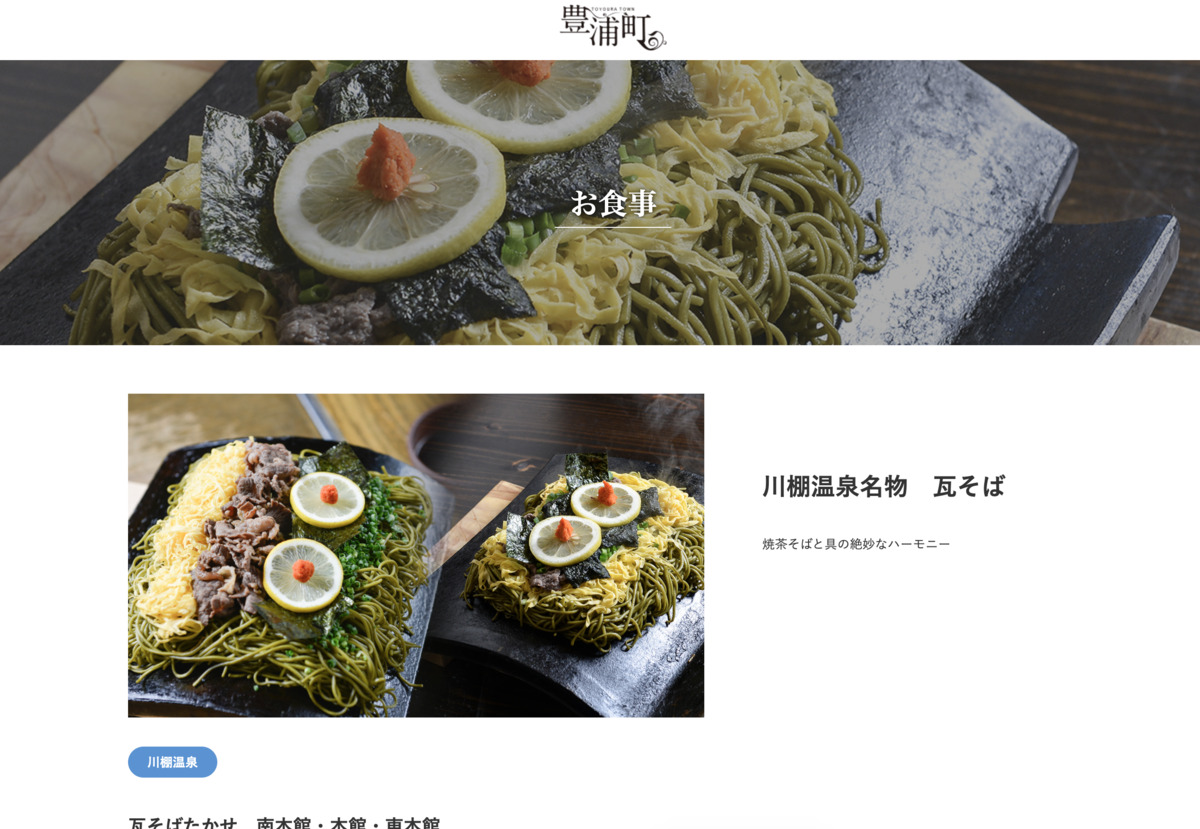 TOYOURA TOWN
豊浦町
お食事
川棚温泉名物　瓦そば
焼茶そばと具の絶妙なハーモニー
川棚温泉
瓦そばたかせ　南本館・本館・東本館